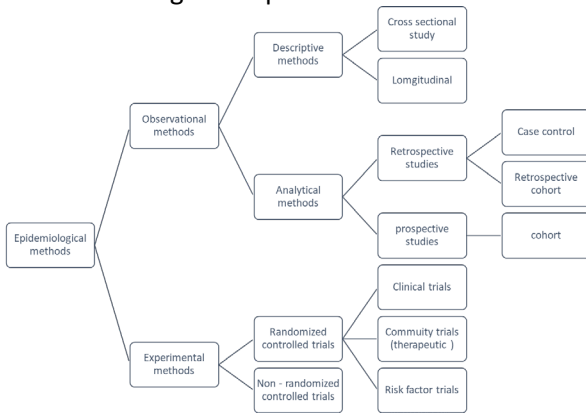 Cross sectional
study
Descriptive
methods
Lomgitudinal
Observational
methods
Case control
Retrospective
studies
Retrospective
cohort
Analytical
methods
prospective
studies
cohort
Epidemiological
methods
Clinical trials
Randomized
controlled trials
Commuity trials
(therapeutic )
Experimental
methods
Non - randomized
controlled trials
Risk factor trials